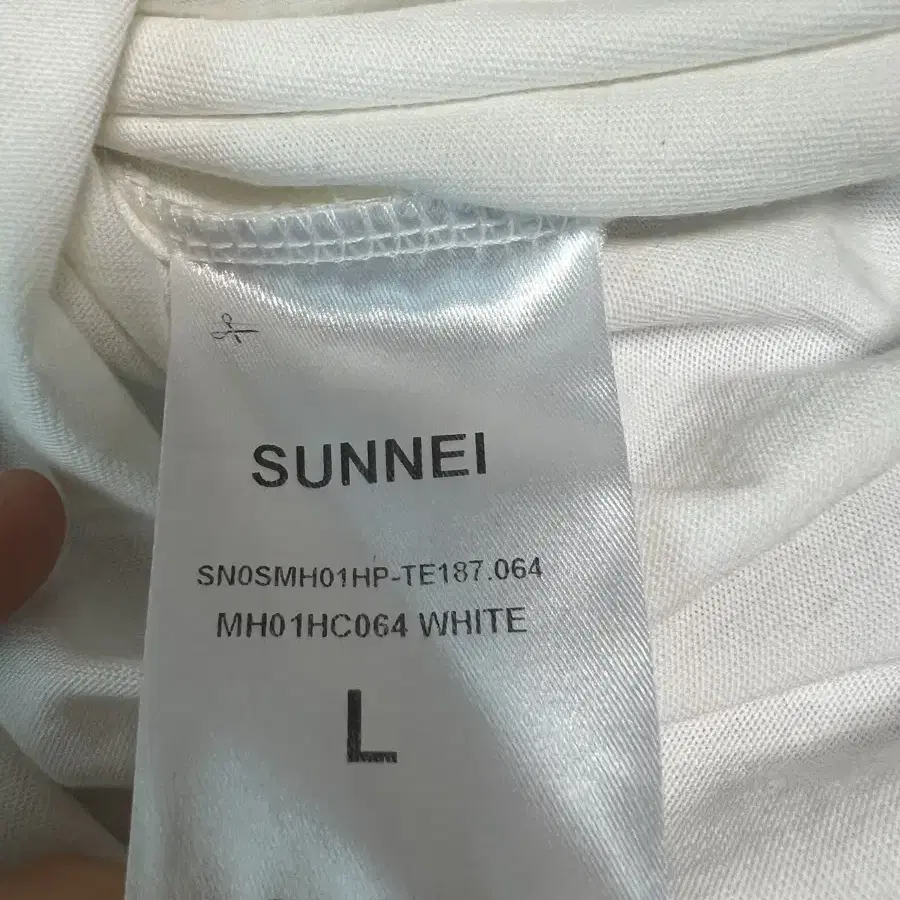 SUNNEI
SN0SMH01HP-TE187.064
MH01HC064 WHITE
L